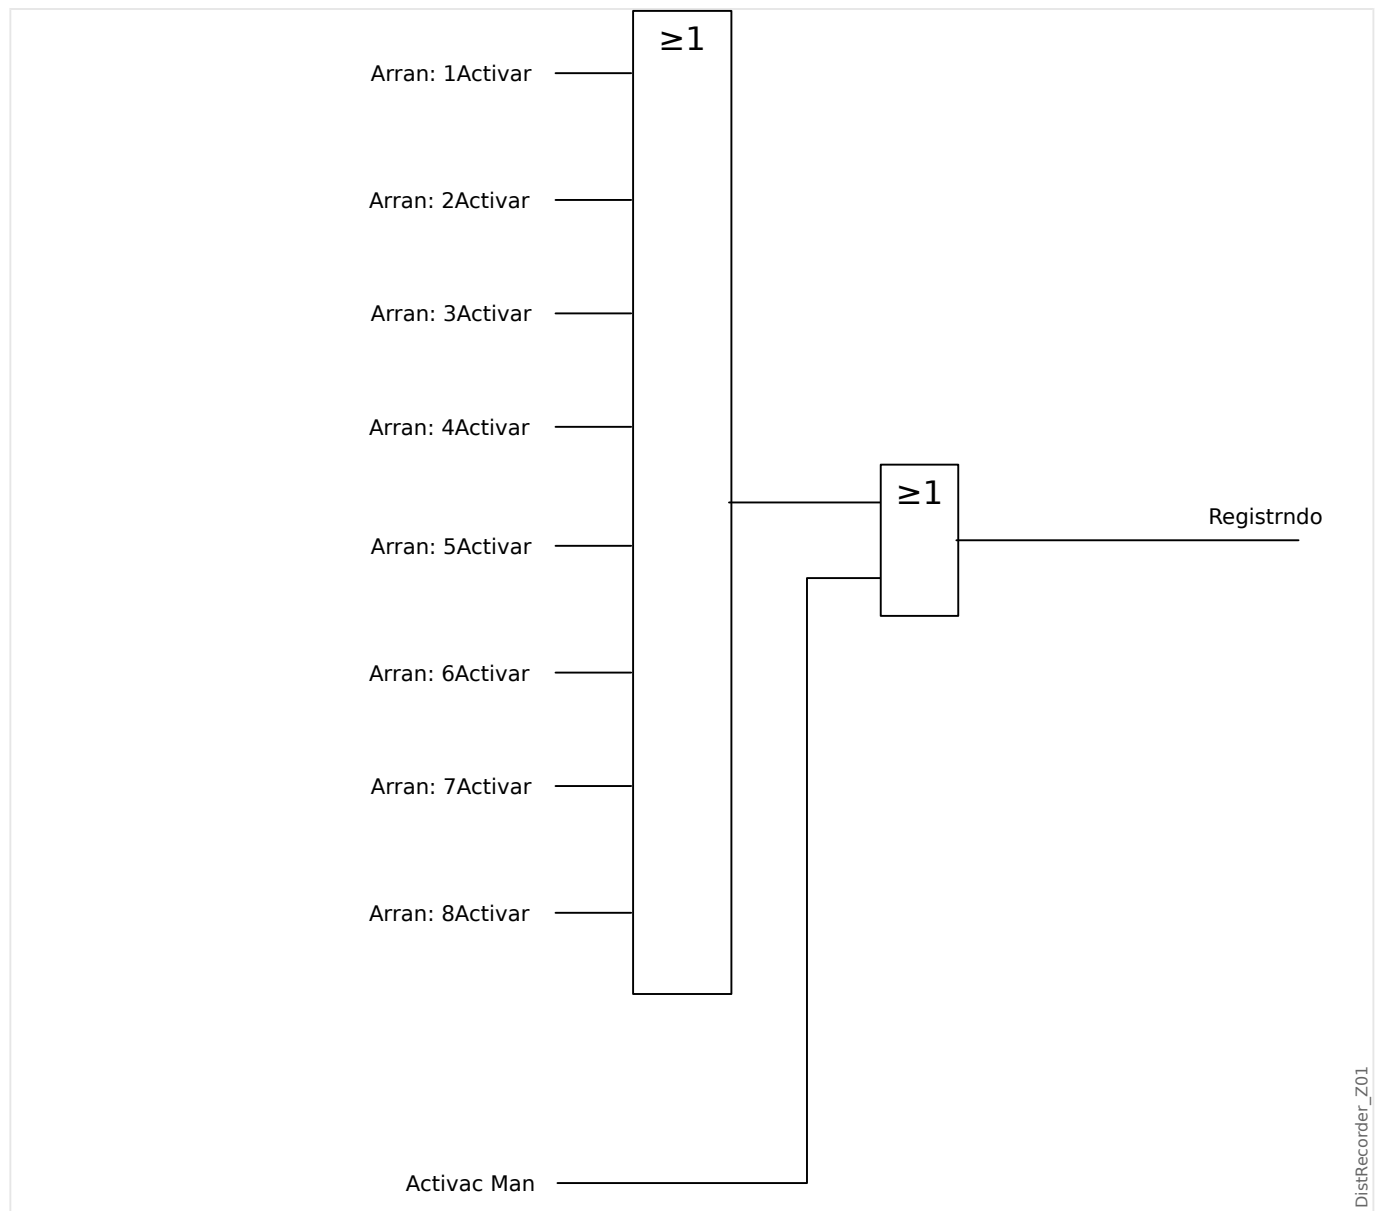 ≥1
Arran: 1Activar
Arran: 2Activar
Arran: 3Activar
Arran: 4Activar
≥1
Registrndo
Arran: 5Activar
Arran: 6Activar
Arran: 7Activar
Arran: 8Activar
Activac Man
DistRecorder_Z01